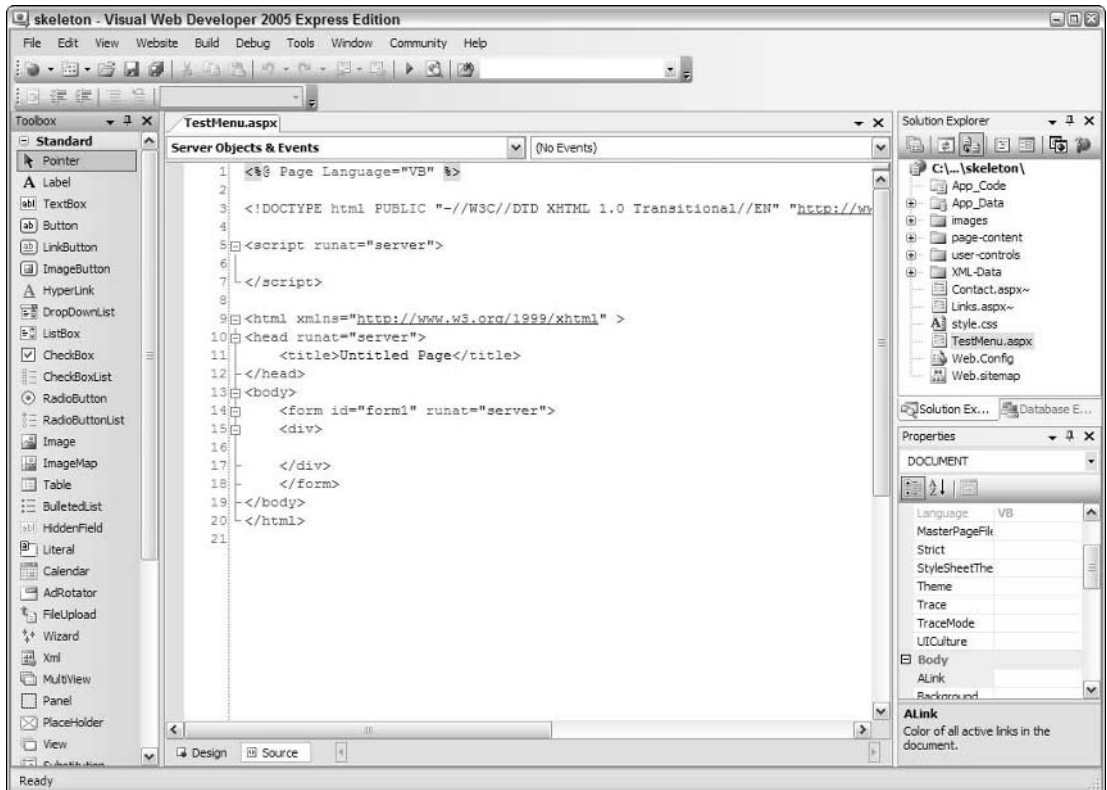 skeleton - Visual Web Developer 2005 Express Edition
File Edit View Website Build Debug Tools Window Community Help
Toolbox
Standard
Pointer
Label
TextBox
Button
LinkButton
ImageButton
HyperLink
DropDownList
ListBox
CheckBox
CheckBoxList
RadioButton
RadioButtonList
Image
ImageMap
Table
BulletedList
HiddenField
Literal
Calendar
AdRotator
FileUpload
Wizard
Xml
MultiView
Panel
PlaceHolder
View
Substitution
TestMenu.aspx
Server Objects & Events (No Events)
1 <%@ Page Language="VB" %>
2
3 <!DOCTYPE html PUBLIC "-//W3C//DTD XHTML 1.0 Transitional//EN" "http://ww
4
5 <script runat="server">
6
7 </script>
8
9 <html xmlns="http://www.w3.org/1999/xhtml" >
10 <head runat="server">
11 <title>Untitled Page</title>
12 </head>
13 <body>
14 <form id="form1" runat="server">
15 <div>
16
17 </div>
18 </form>
19 </body>
20 </html>
21
Design Source
Solution Explorer
C:\...\skeleton\
App_Code
App_Data
images
page-content
user-controls
XML-Data
Contact.aspx~
Links.aspx~
style.css
TestMenu.aspx
Web.Config
Web.sitemap
Solution Ex... Database E...
Properties
DOCUMENT
Language VB
MasterPageFile
Strict
StyleSheetThe
Theme
Trace
TraceMode
UICulture
Body
ALink
Background
ALink
Color of all active links in the
document.
Ready